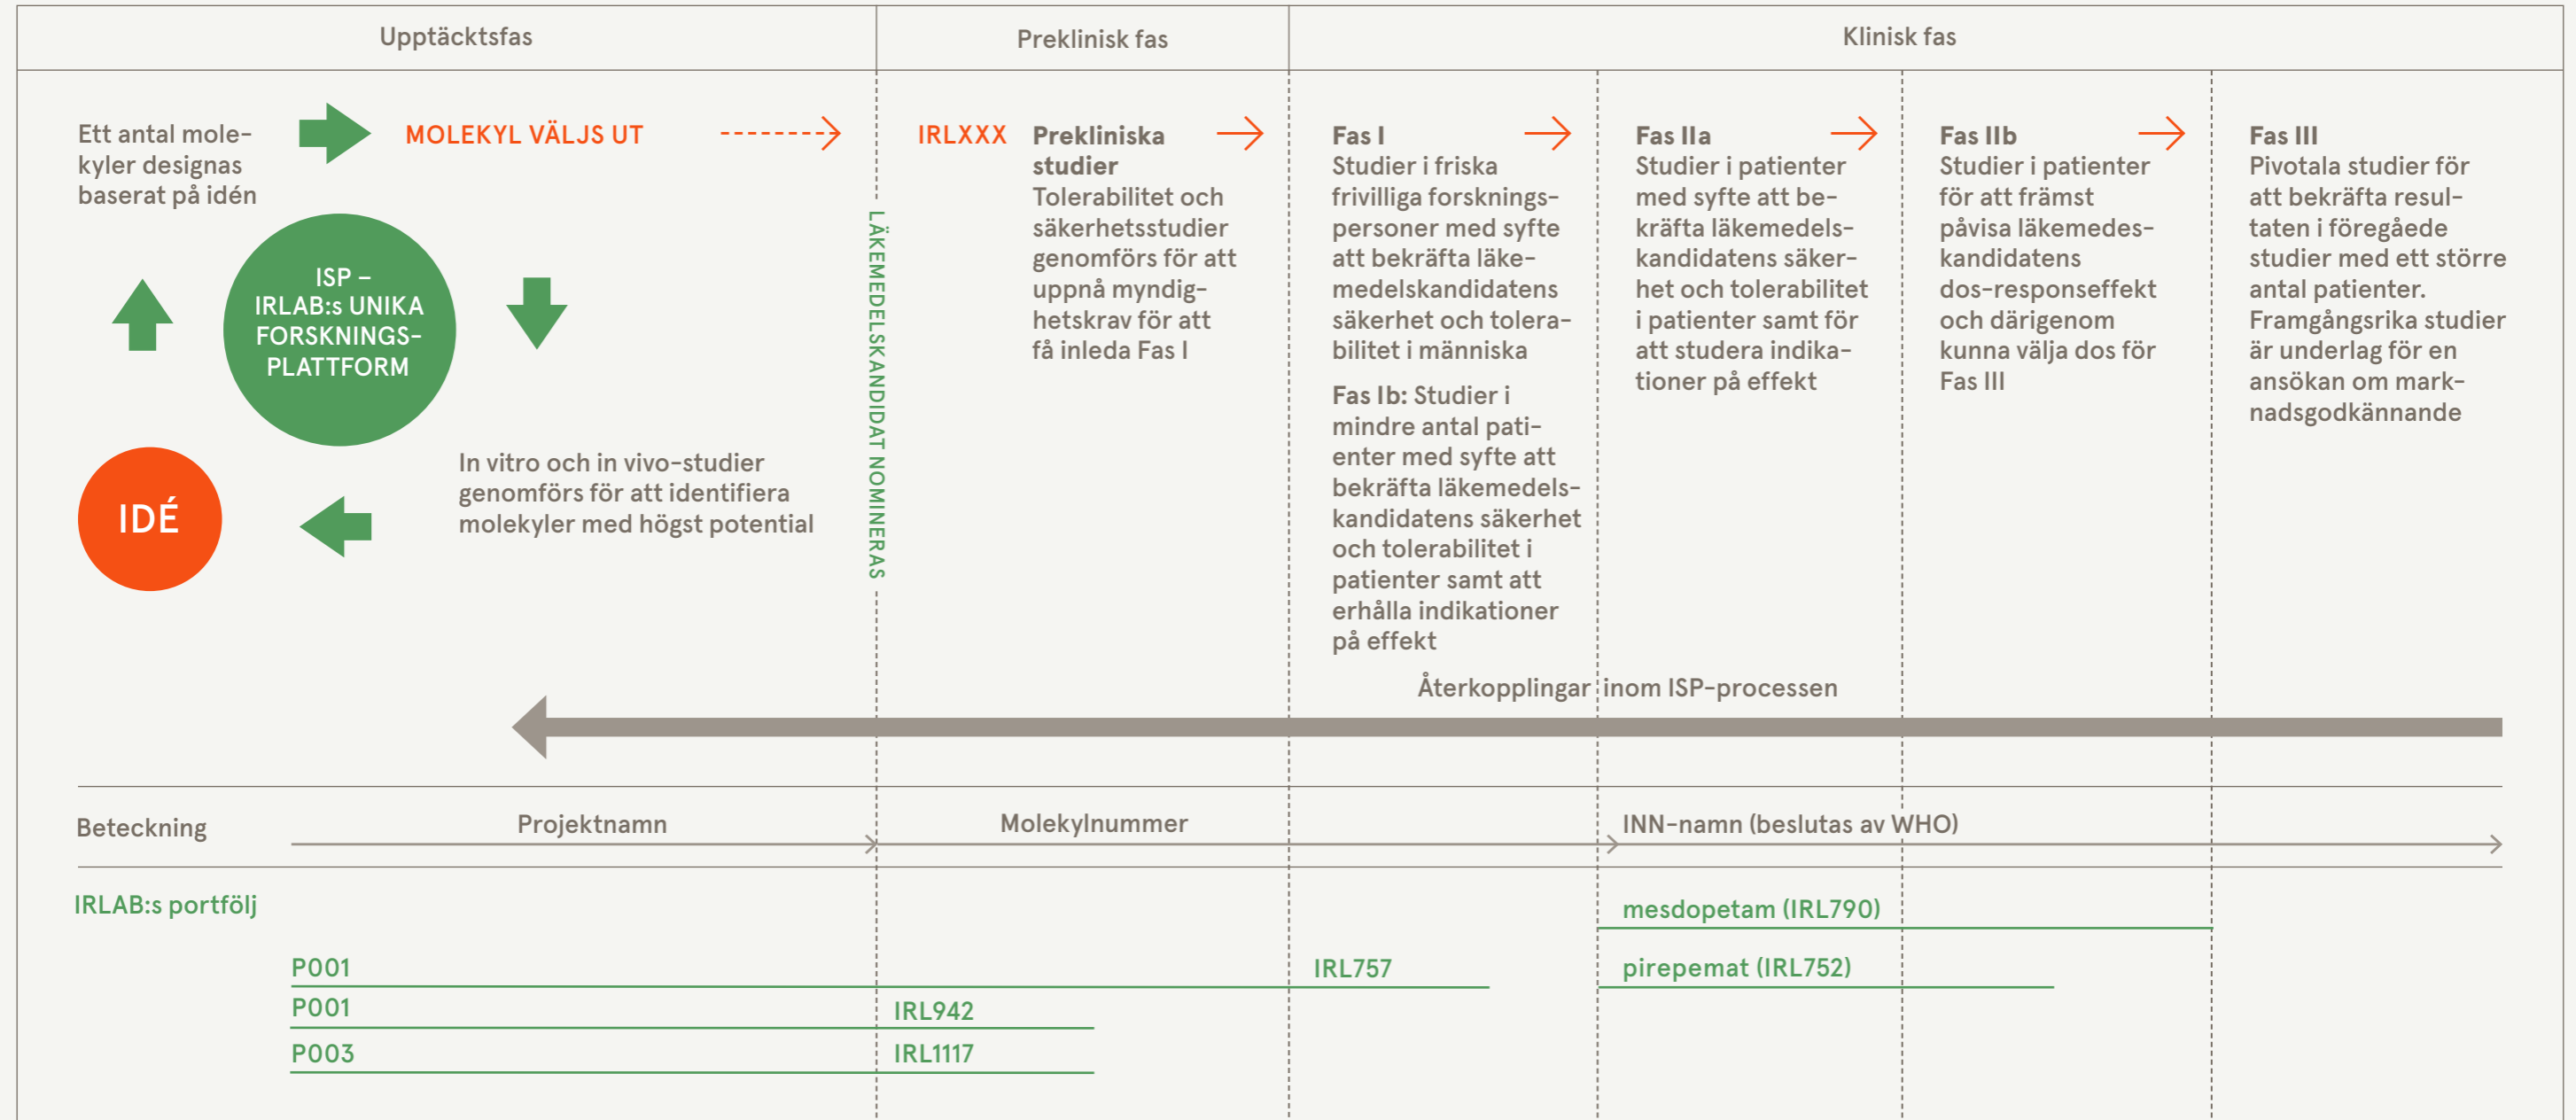 Upptäcktsfas
Preklinisk fas
Klinisk fas
Ett antal mole-
kyler designas
baserat på idén
MOLEKYL VÄLJS UT
ISP –
IRLAB:s UNIKA
FORSKNINGS-
PLATTFORM
IDÉ
In vitro och in vivo-studier
genomförs för att identifiera
molekyler med högst potential
LÄKEMEDELSKANDIDAT NOMINERAS
IRLXXX
Prekliniska
studier
Tolerabilitet och
säkerhetsstudier
genomförs för att
uppnå myndig-
hetskrav för att
få inleda Fas I
Fas I
Studier i friska
frivilliga forsknings-
personer med syfte
att bekräfta läke-
medelskandidatens
säkerhet och tolera-
bilitet i människa
Fas Ib: Studier i
mindre antal pati-
enter med syfte att
bekräfta läkemedels-
kandidatens säkerhet
och tolerabilitet i
patienter samt att
erhålla indikationer
på effekt
Fas IIa
Studier i patienter
med syfte att be-
kräfta läkemedels-
kandidatens säker-
het och tolerabilitet
i patienter samt för
att studera indika-
tioner på effekt
Fas IIb
Studier i patienter
för att främst
påvisa läkemedes-
kandidatens
dos-responseffekt
och därigenom
kunna välja dos för
Fas III
Fas III
Pivotala studier för
att bekräfta resul-
taten i föregåede
studier med ett större
antal patienter.
Framgångsrika studier
är underlag för en
ansökan om mark-
nadsgodkännande
Återkopplingar inom ISP-processen
Beteckning
Projektnamn
Molekylnummer
INN-namn (beslutas av WHO)
IRLAB:s portfölj
mesdopetam (IRL790)
P001
IRL757
pirepemat (IRL752)
P001
IRL942
P003
IRL1117